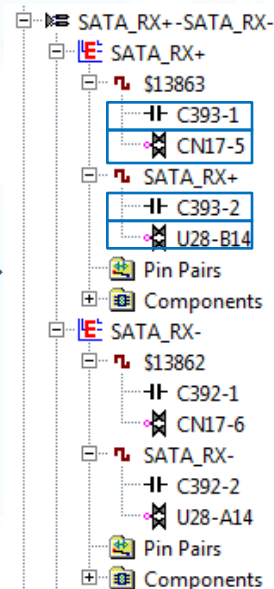 SATA_RX+-SATA_RX-
SATA_RX+
$13863
C393-1
CN17-5
SATA_RX+
C393-2
U28-B14
Pin Pairs
Components
SATA_RX-
$13862
C392-1
CN17-6
SATA_RX-
C392-2
U28-A14
Pin Pairs
Components